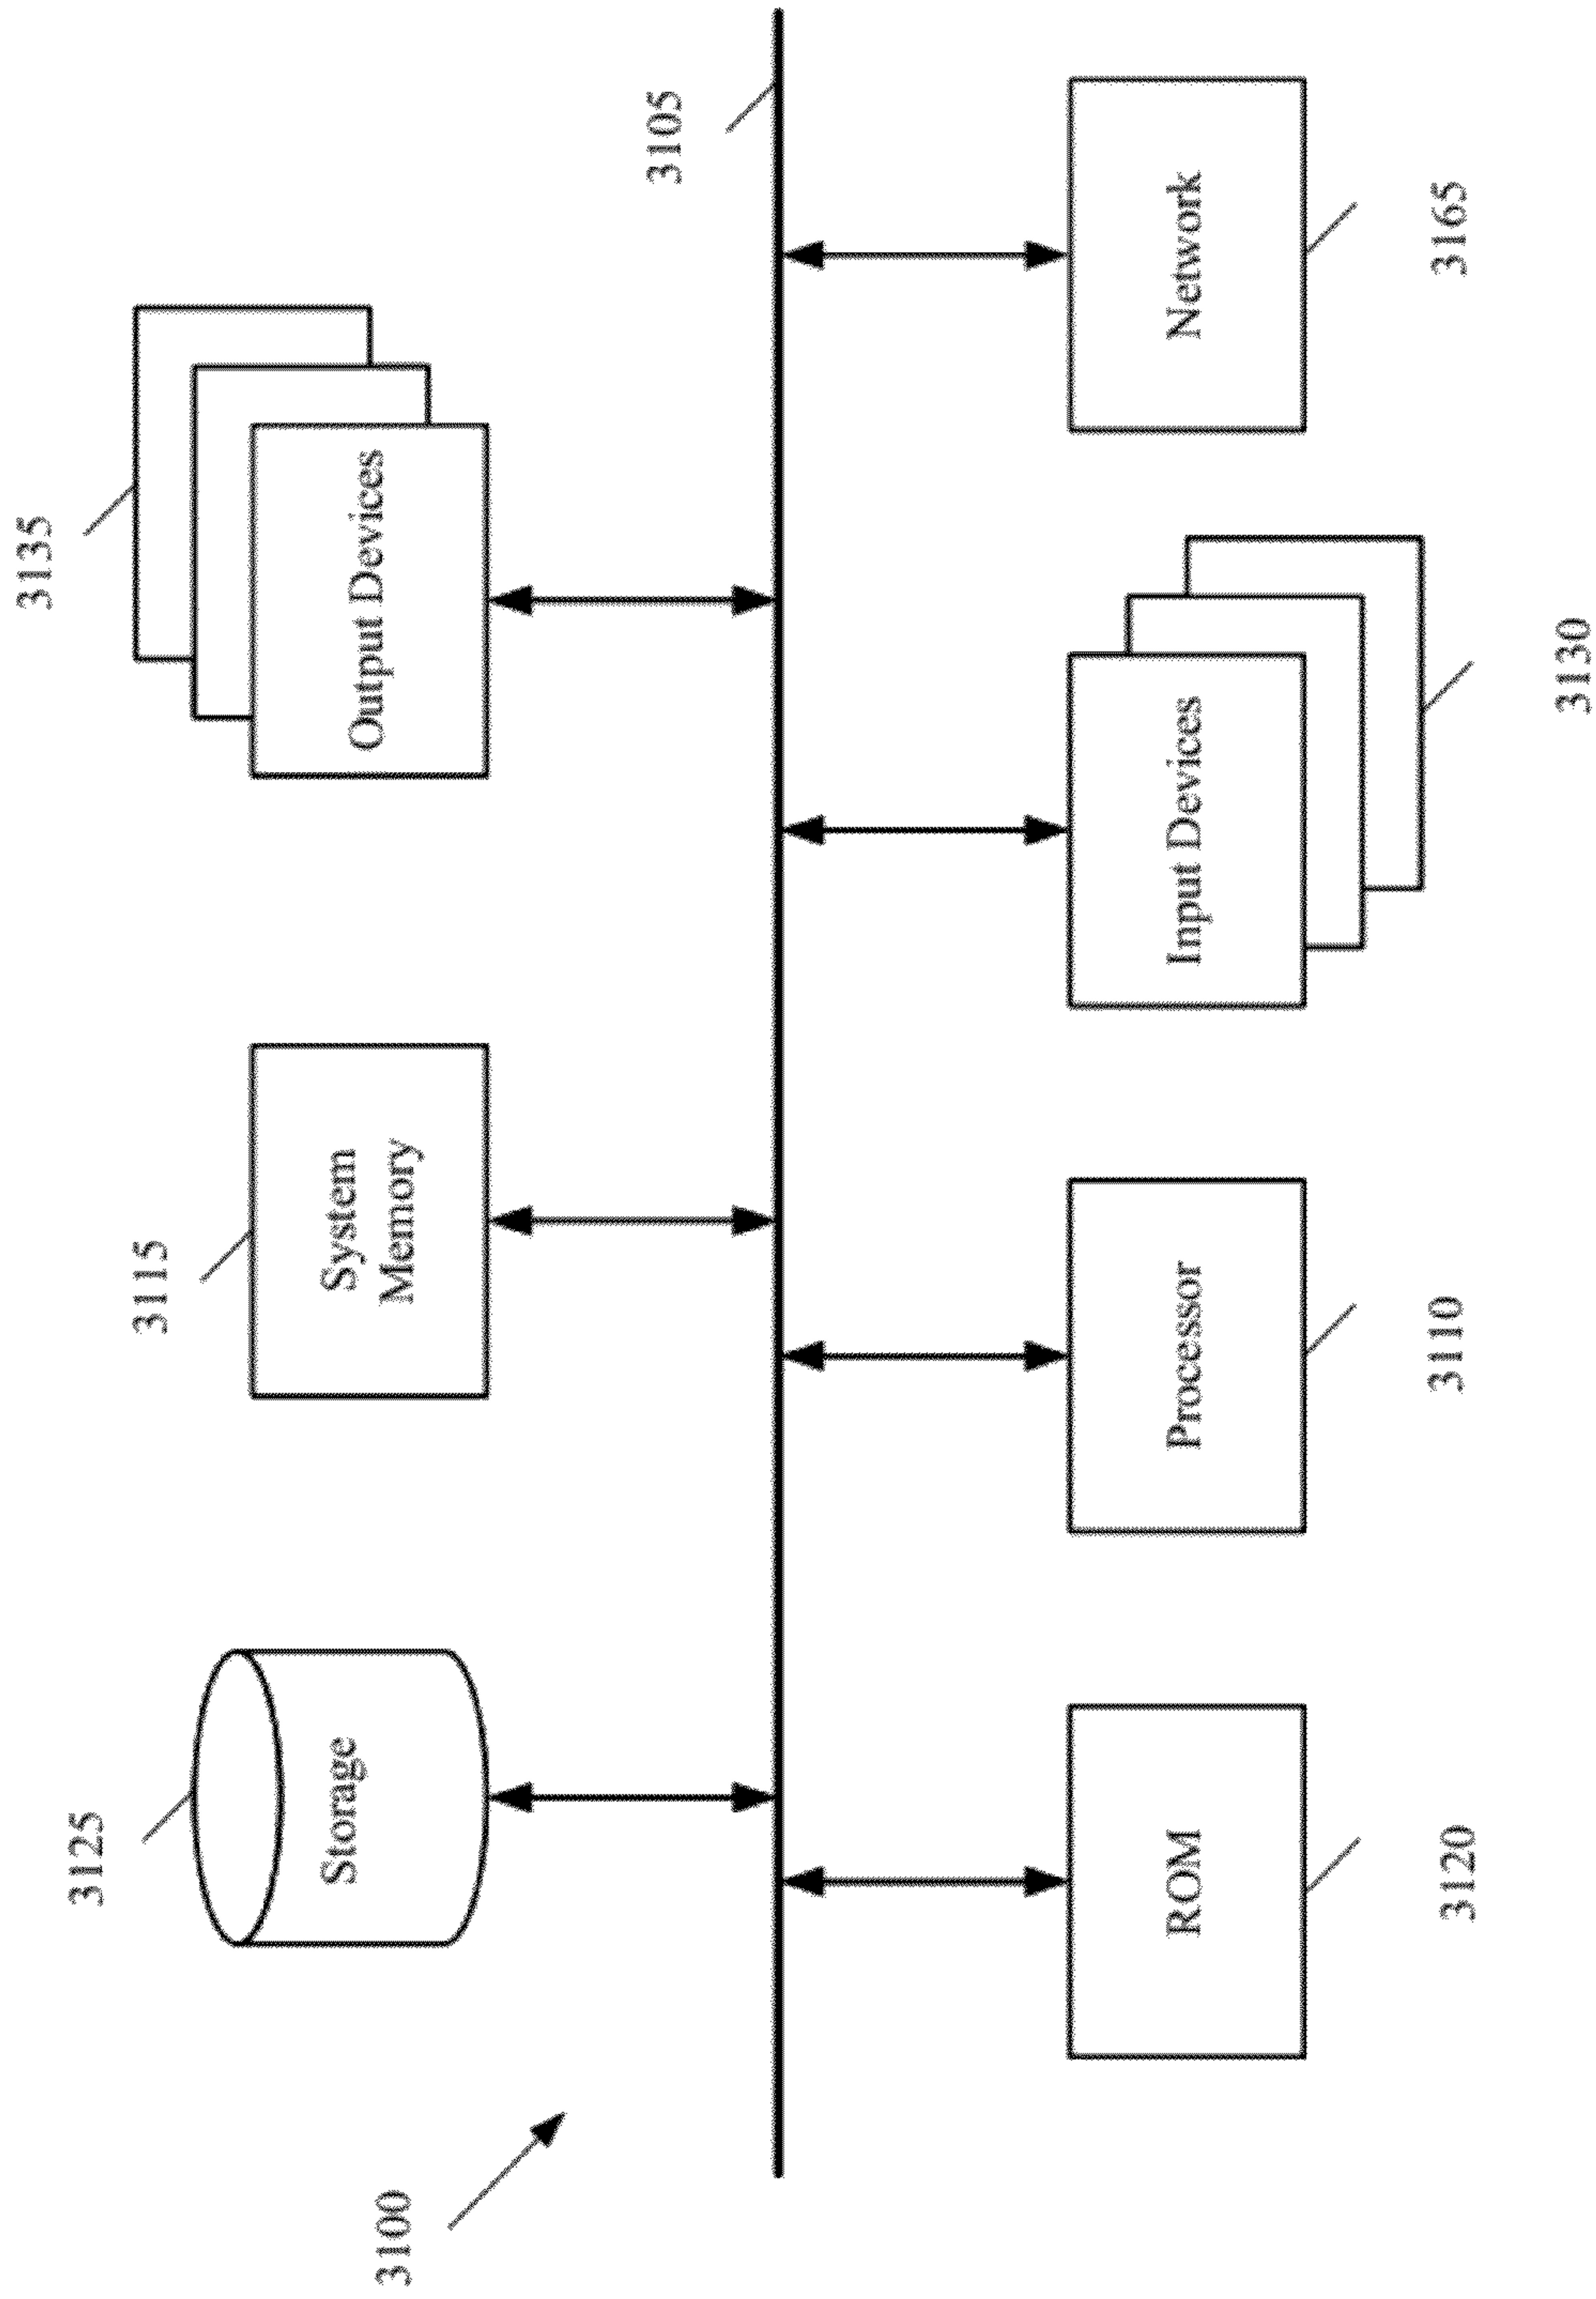 3125
3115
3135
Storage
System
Memory
Output Devices
3100
3105
ROM
Processor
Input Devices
Network
3120
3110
3130
3165